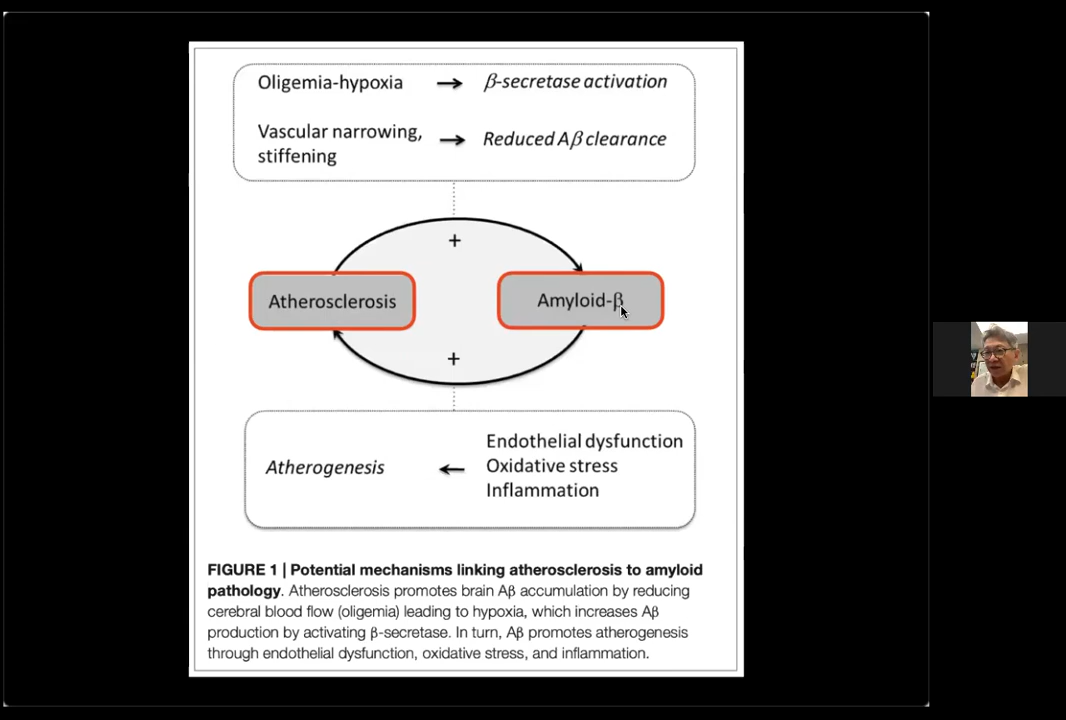 Oligemia-hypoxia → β-secretase activation
Vascular narrowing, stiffening → Reduced Aβ clearance
+
Atherosclerosis
Amyloid-β
+
Atherogenesis ← Endothelial dysfunction
Oxidative stress
Inflammation
FIGURE 1 | Potential mechanisms linking atherosclerosis to amyloid
pathology. Atherosclerosis promotes brain Aβ accumulation by reducing
cerebral blood flow (oligemia) leading to hypoxia, which increases Aβ
production by activating β-secretase. In turn, Aβ promotes atherogenesis
through endothelial dysfunction, oxidative stress, and inflammation.